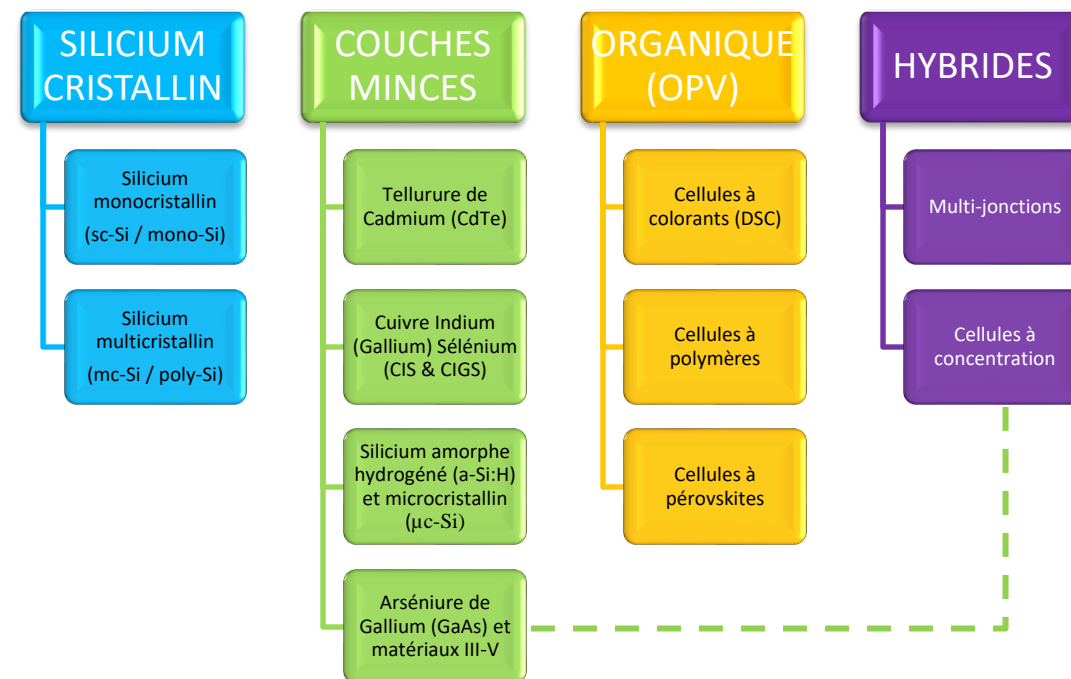 SILICIUM
CRISTALLIN
Silicium
monocristallin
(sc-Si / mono-Si)
Silicium
multicristallin
(mc-Si / poly-Si)
COUCHES
MINCES
Tellurure de
Cadmium (CdTe)
Cuivre Indium
(Gallium) Sélénium
(CIS & CIGS)
Silicium amorphe
hydrogéné (a-Si:H)
et microcristallin
(µc-Si)
Arséniure de
Gallium (GaAs) et
matériaux III-V
ORGANIQUE
(OPV)
Cellules à
colorants (DSC)
Cellules à
polymères
Cellules à
pérovskites
HYBRIDES
Multi-jonctions
Cellules à
concentration